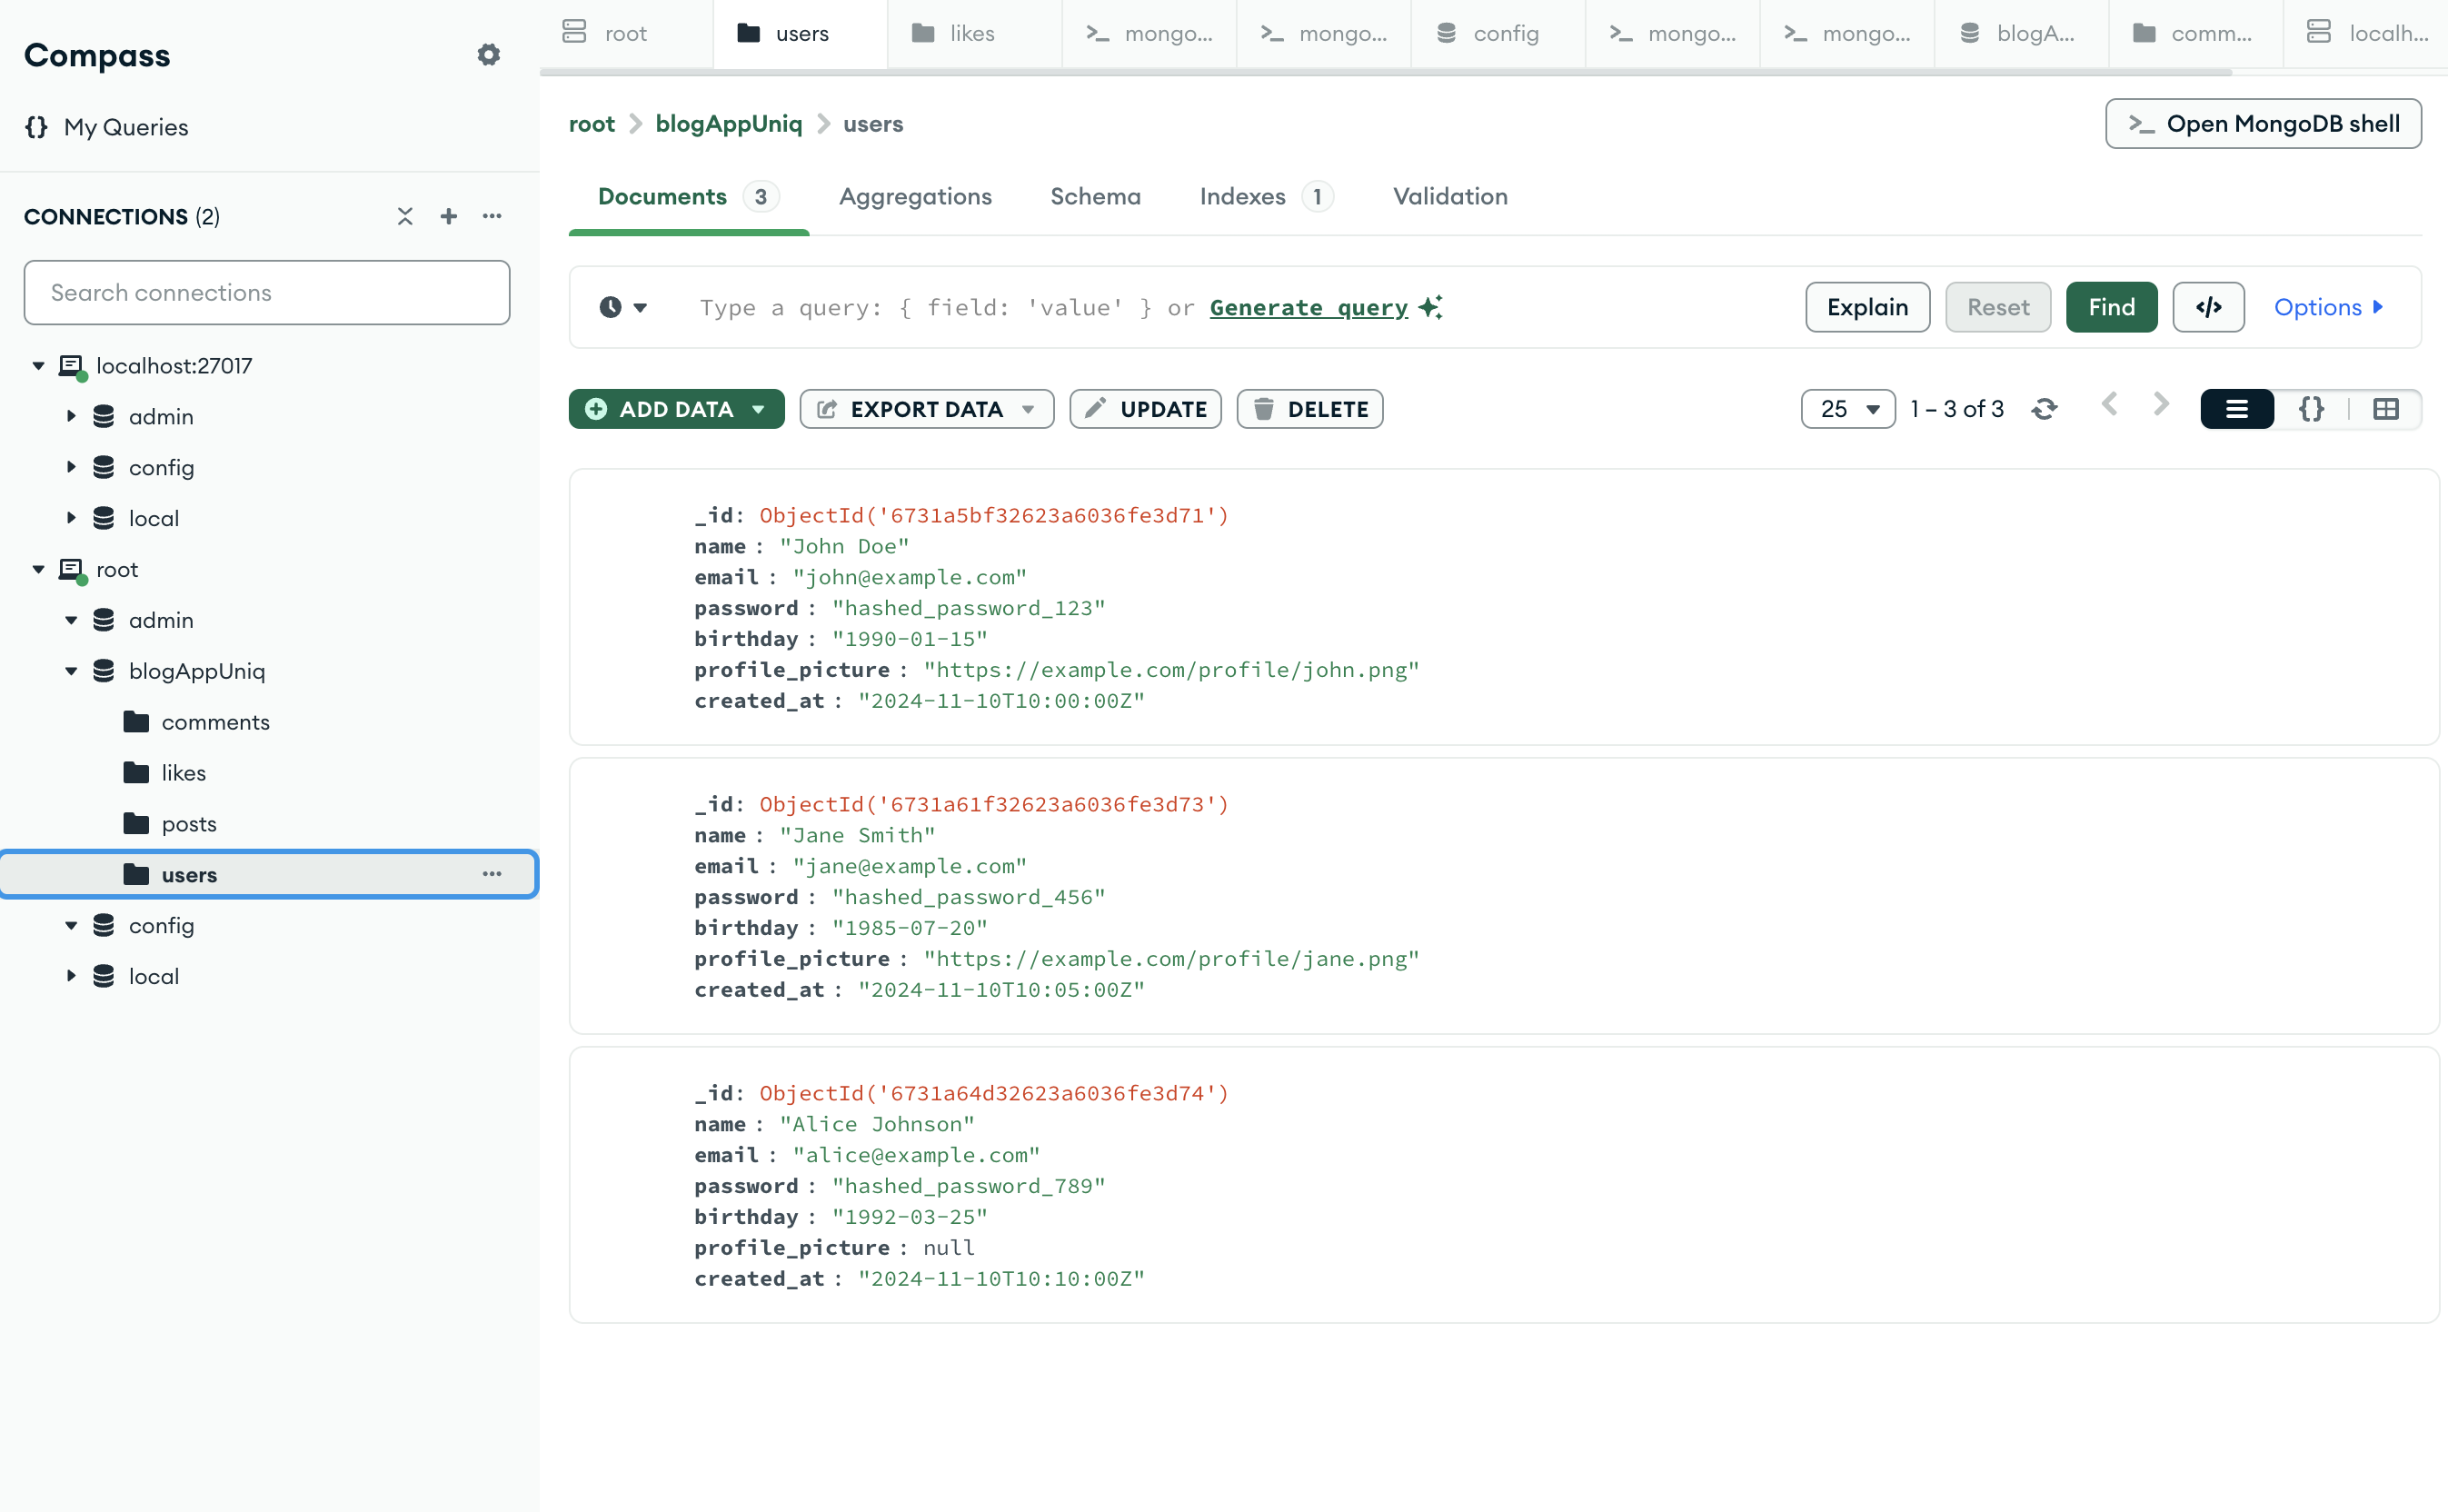 Compass
{} My Queries
CONNECTIONS (2)
Search connections
localhost:27017
admin
config
local
root
admin
blogAppUniq
comments
likes
posts
users
config
local
root
users
likes
mongo...
mongo...
config
mongo...
mongo...
blogA...
comm...
localh...
root > blogAppUniq > users
>_ Open MongoDB shell
Documents 3
Aggregations
Schema
Indexes 1
Validation
Type a query: { field: 'value' } or Generate query
Explain
Reset
Find
</>
Options
ADD DATA
EXPORT DATA
UPDATE
DELETE
25
1 – 3 of 3
{}
_id: ObjectId('6731a5bf32623a6036fe3d71')
name : "John Doe"
email : "john@example.com"
password : "hashed_password_123"
birthday : "1990-01-15"
profile_picture : "https://example.com/profile/john.png"
created_at : "2024-11-10T10:00:00Z"
_id: ObjectId('6731a61f32623a6036fe3d73')
name : "Jane Smith"
email : "jane@example.com"
password : "hashed_password_456"
birthday : "1985-07-20"
profile_picture : "https://example.com/profile/jane.png"
created_at : "2024-11-10T10:05:00Z"
_id: ObjectId('6731a64d32623a6036fe3d74')
name : "Alice Johnson"
email : "alice@example.com"
password : "hashed_password_789"
birthday : "1992-03-25"
profile_picture : null
created_at : "2024-11-10T10:10:00Z"